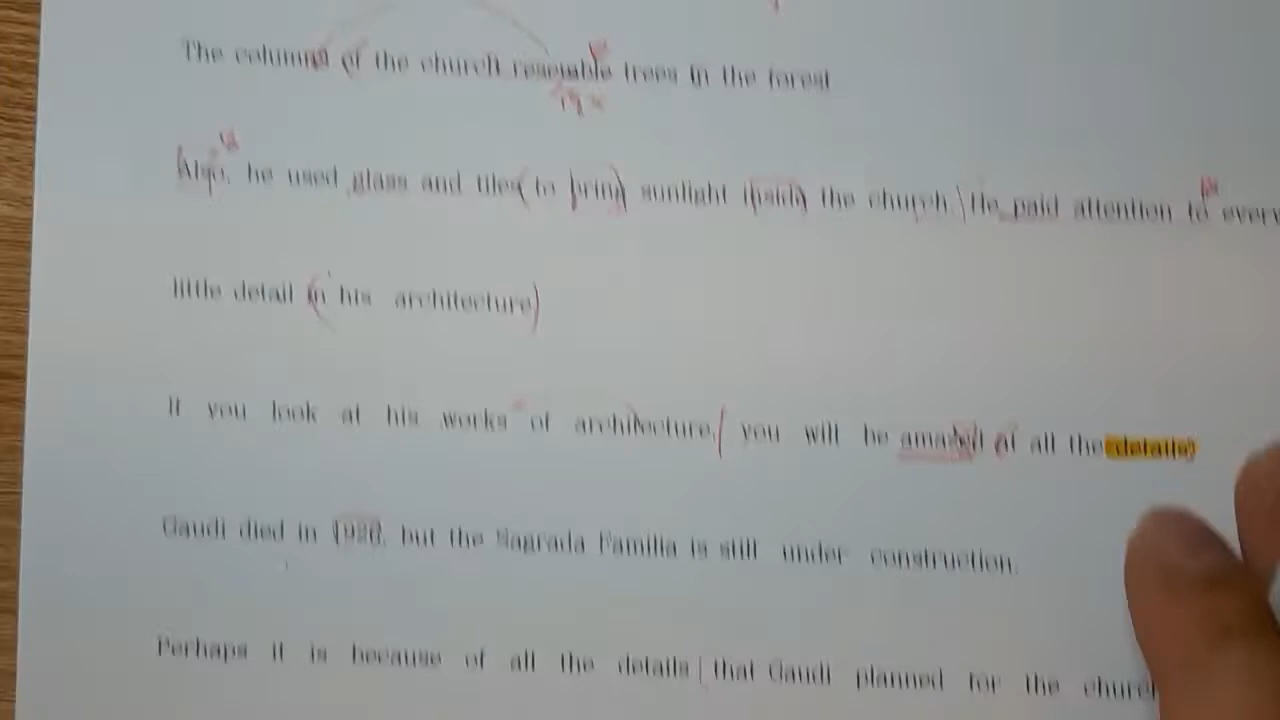 The columns of the church resemble trees in the forest
Also, he used glass and tiles to bring sunlight inside the church. He paid attention to every
little detail in his architecture
If you look at his works of architecture, you will be amazed at all the details
Gaudi died in 1926, but the Sagrada Familia is still under construction.
Perhaps it is because of all the details that Gaudi planned for the church